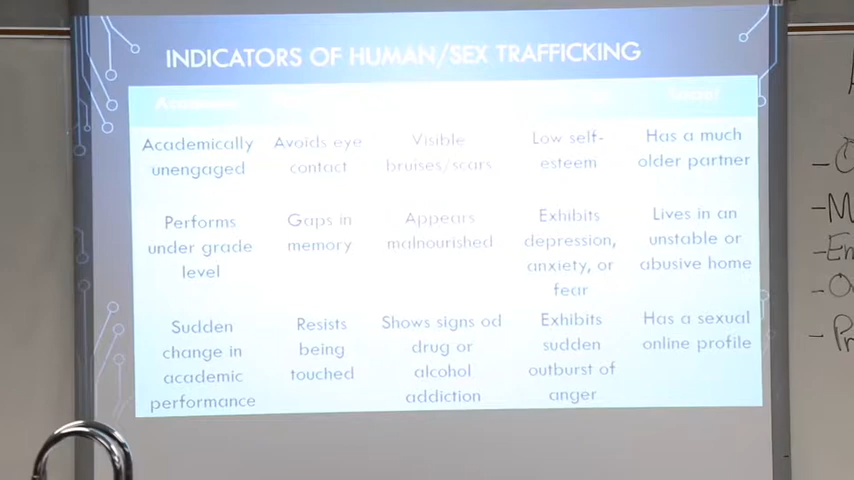 INDICATORS OF HUMAN/SEX TRAFFICKING
Academically
unengaged
Avoids eye
contact
Visible
bruises/scars
Low self-
esteem
Has a much
older partner
Performs
under grade
level
Gaps in
memory
Appears
malnourished
Exhibits
depression,
anxiety, or
fear
Lives in an
unstable or
abusive home
Sudden
change in
academic
performance
Resists
being
touched
Shows signs od
drug or
alcohol
addiction
Exhibits
sudden
outburst of
anger
Has a sexual
online profile